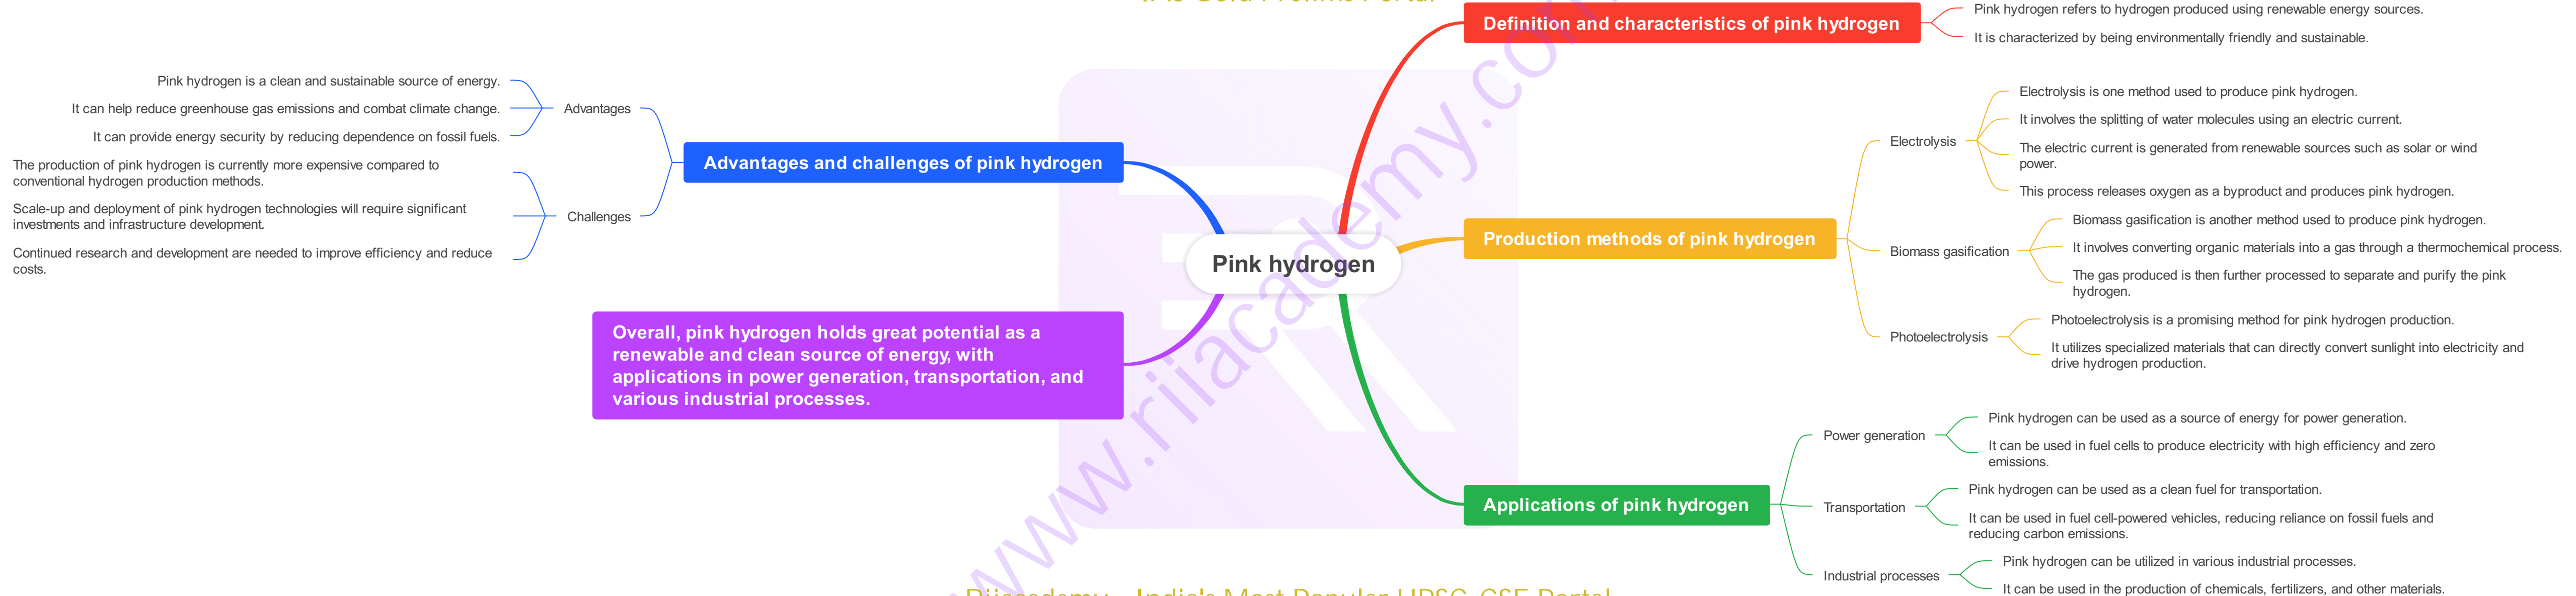 Pink hydrogen
Definition and characteristics of pink hydrogen
Pink hydrogen refers to hydrogen produced using renewable energy sources.
It is characterized by being environmentally friendly and sustainable.
Production methods of pink hydrogen
Electrolysis
Electrolysis is one method used to produce pink hydrogen.
It involves the splitting of water molecules using an electric current.
The electric current is generated from renewable sources such as solar or wind
power.
This process releases oxygen as a byproduct and produces pink hydrogen.
Biomass gasification
Biomass gasification is another method used to produce pink hydrogen.
It involves converting organic materials into a gas through a thermochemical process.
The gas produced is then further processed to separate and purify the pink
hydrogen.
Photoelectrolysis
Photoelectrolysis is a promising method for pink hydrogen production.
It utilizes specialized materials that can directly convert sunlight into electricity and
drive hydrogen production.
Applications of pink hydrogen
Power generation
Pink hydrogen can be used as a source of energy for power generation.
It can be used in fuel cells to produce electricity with high efficiency and zero
emissions.
Transportation
Pink hydrogen can be used as a clean fuel for transportation.
It can be used in fuel cell-powered vehicles, reducing reliance on fossil fuels and
reducing carbon emissions.
Industrial processes
Pink hydrogen can be utilized in various industrial processes.
It can be used in the production of chemicals, fertilizers, and other materials.
Advantages and challenges of pink hydrogen
Advantages
Pink hydrogen is a clean and sustainable source of energy.
It can help reduce greenhouse gas emissions and combat climate change.
It can provide energy security by reducing dependence on fossil fuels.
Challenges
The production of pink hydrogen is currently more expensive compared to
conventional hydrogen production methods.
Scale-up and deployment of pink hydrogen technologies will require significant
investments and infrastructure development.
Continued research and development are needed to improve efficiency and reduce
costs.
Overall, pink hydrogen holds great potential as a
renewable and clean source of energy, with
applications in power generation, transportation, and
various industrial processes.
www.rijiacademy.com
India's Most Popular UPSC CSE Portal